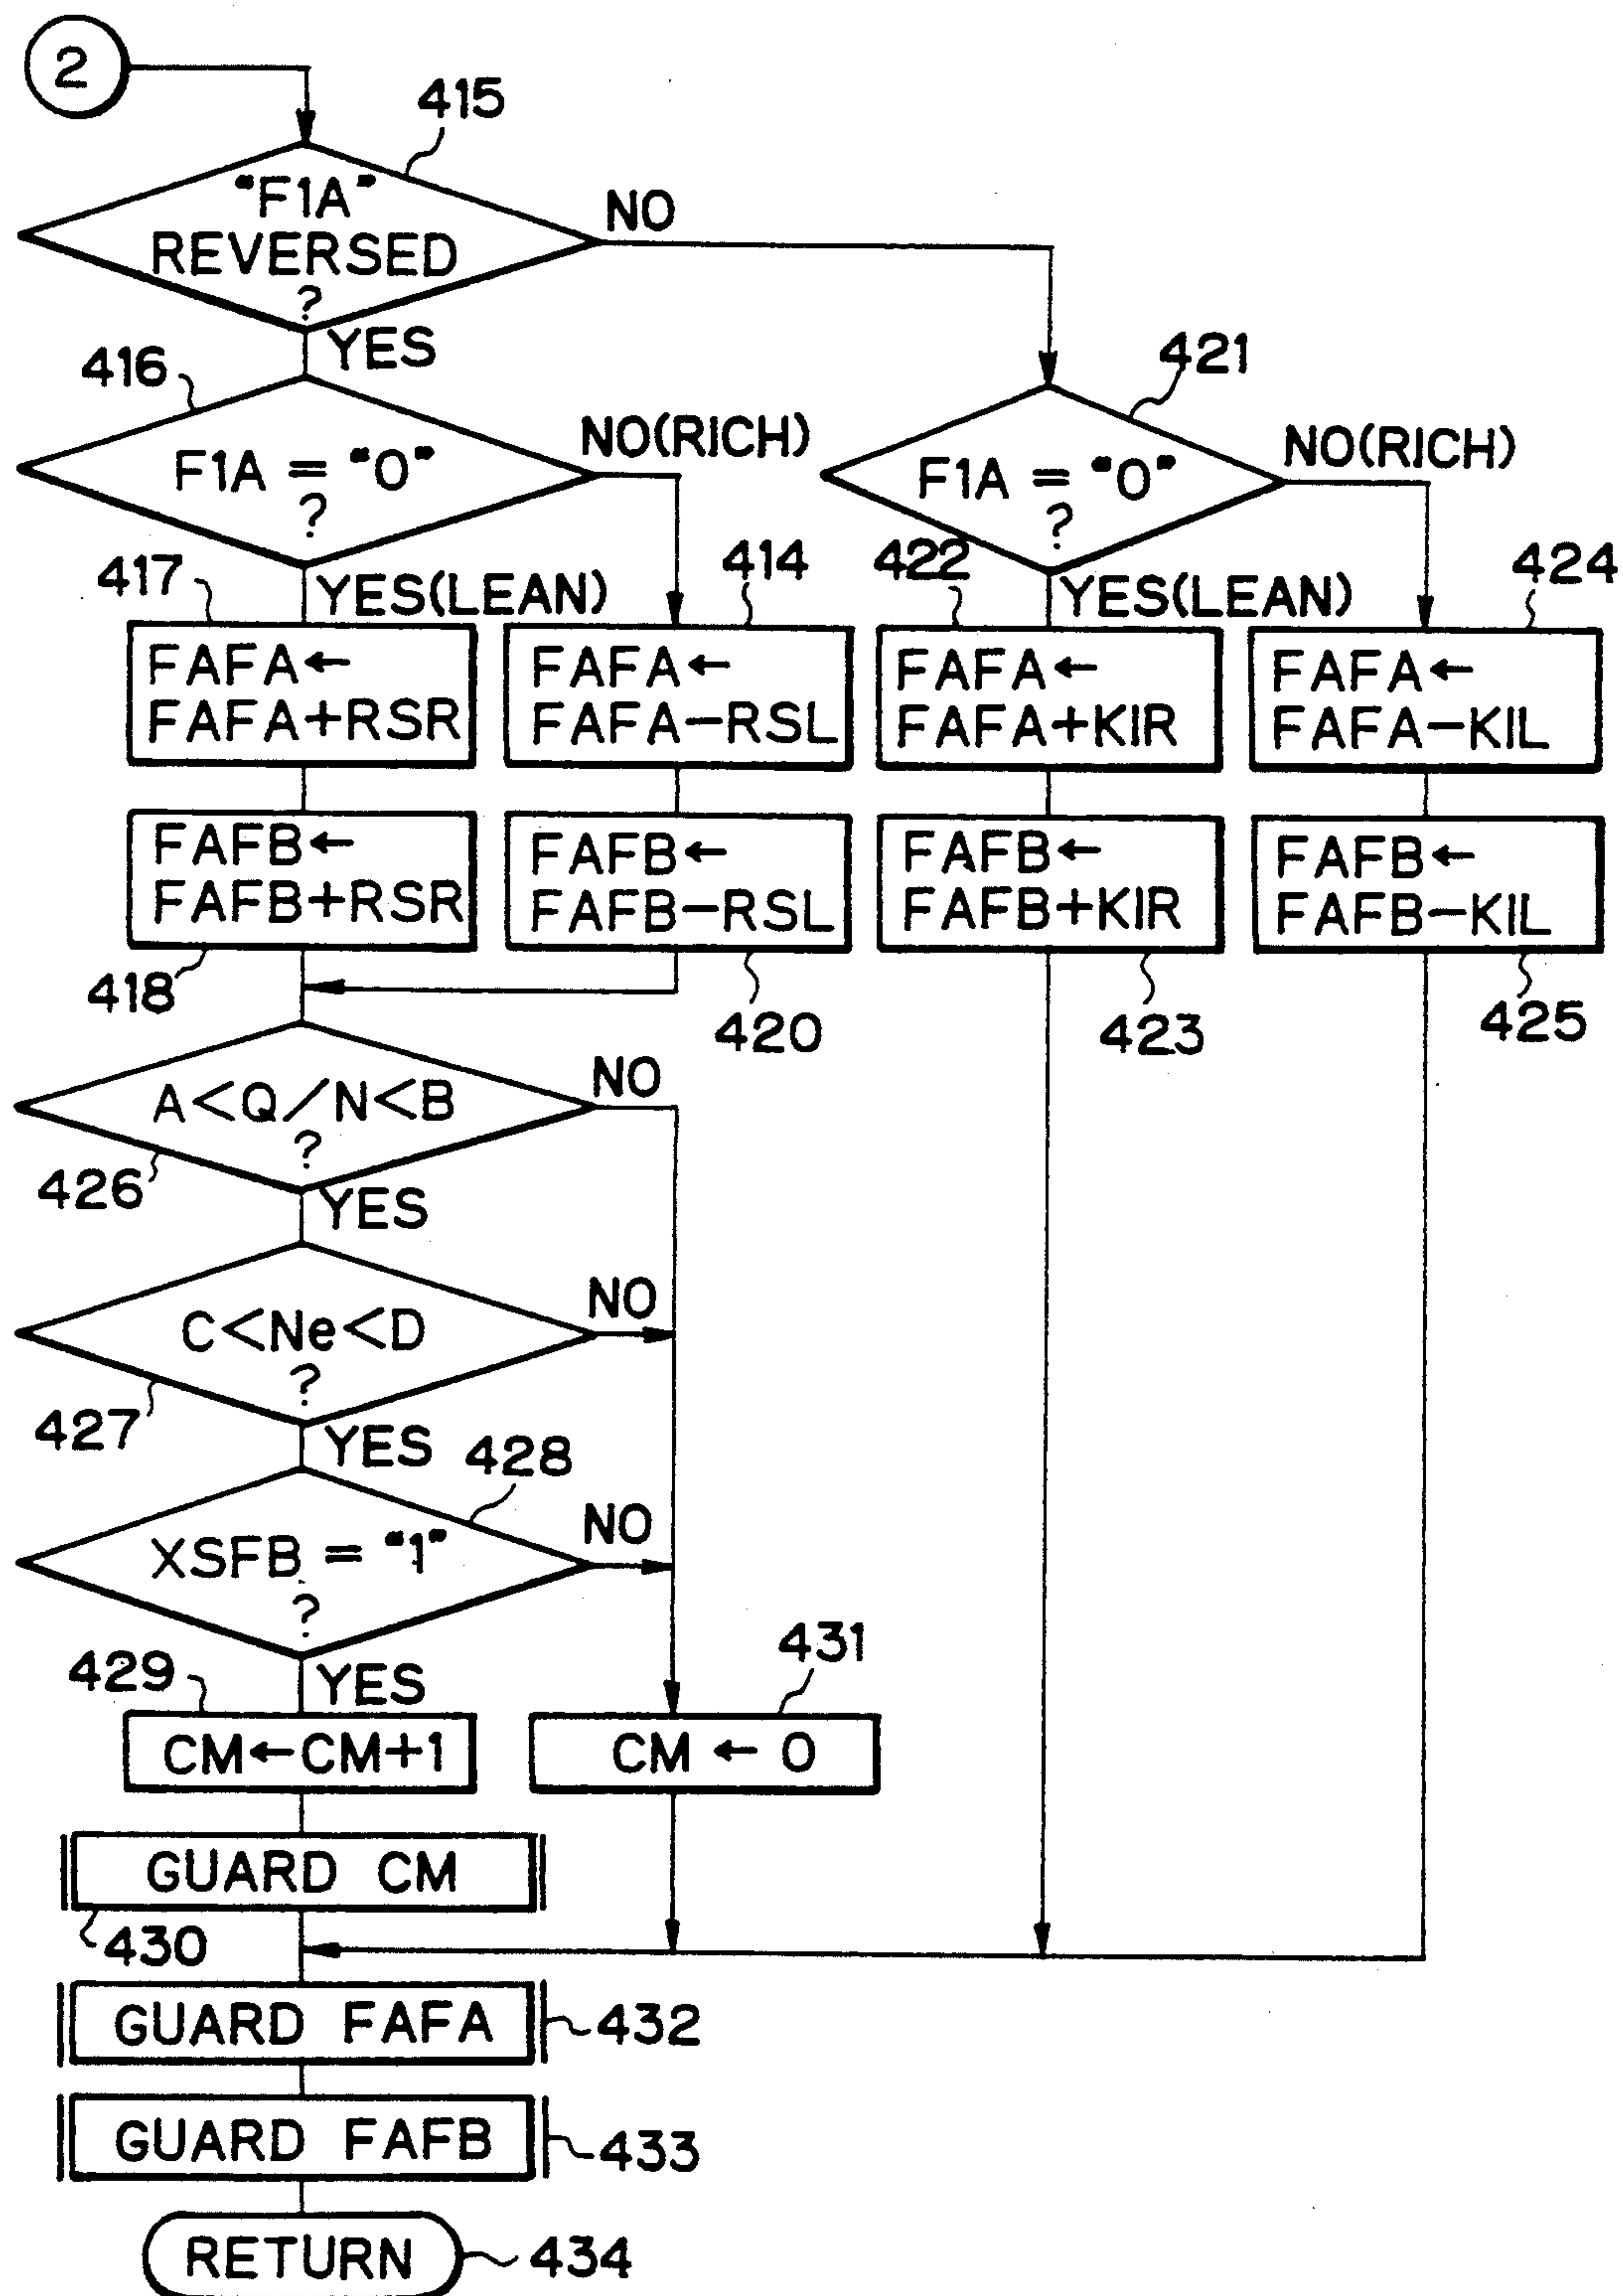 2
415
"F1A"
REVERSED
?
NO
YES
416
F1A = "0"
?
NO(RICH)
421
F1A = "0"
?
NO(RICH)
417
YES(LEAN)
414
422
YES(LEAN)
424
FAFA←
FAFA+RSR
FAFA←
FAFA−RSL
FAFA←
FAFA+KIR
FAFA←
FAFA−KIL
FAFB←
FAFB+RSR
FAFB←
FAFB−RSL
FAFB←
FAFB+KIR
FAFB←
FAFB−KIL
418
420
423
425
A<Q/N<B
?
NO
426
YES
C<Ne<D
?
NO
427
YES
428
XSFB = "1"
?
NO
429
YES
431
CM←CM+1
CM ← 0
GUARD CM
430
GUARD FAFA
432
GUARD FAFB
433
RETURN
434